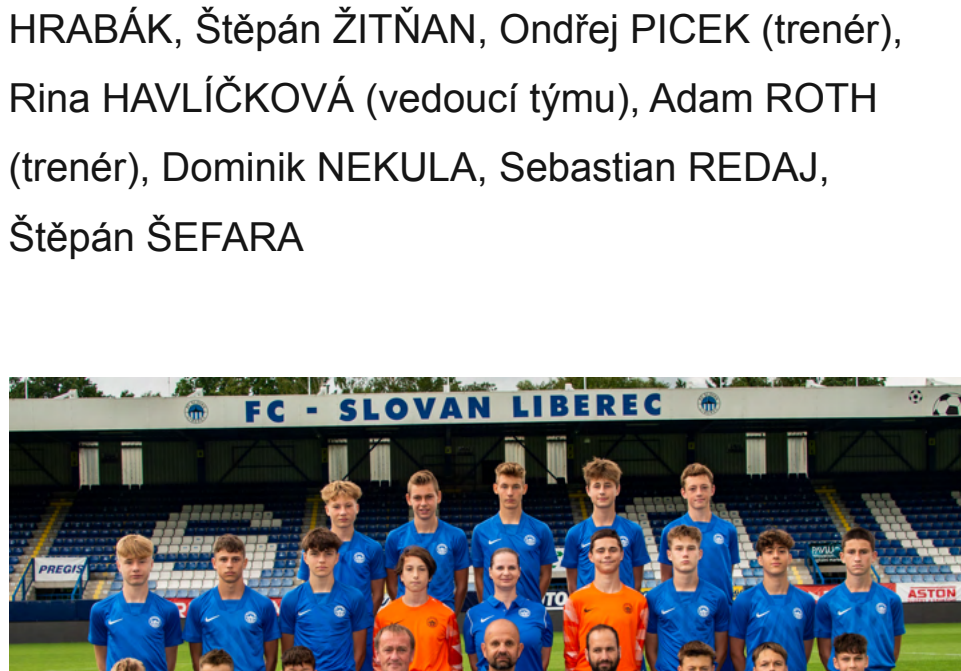 HRABÁK, Štěpán ŽITŇAN, Ondřej PICEK (trenér),
Rina HAVLÍČKOVÁ (vedoucí týmu), Adam ROTH
(trenér), Dominik NEKULA, Sebastian REDAJ,
Štěpán ŠEFARA
FC - SLOVAN LIBEREC
PREGIS
ASTON